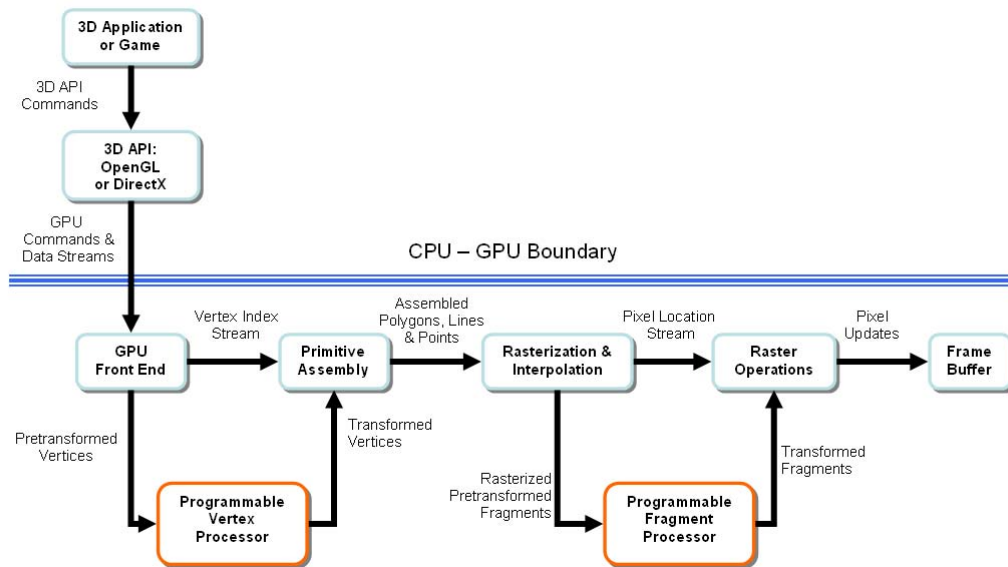 3D Application
or Game
3D API
Commands
3D API:
OpenGL
or DirectX
GPU
Commands &
Data Streams
CPU – GPU Boundary
GPU
Front End
Vertex Index
Stream
Primitive
Assembly
Assembled
Polygons, Lines
& Points
Rasterization &
Interpolation
Pixel Location
Stream
Raster
Operations
Pixel
Updates
Frame
Buffer
Pretransformed
Vertices
Programmable
Vertex
Processor
Transformed
Vertices
Rasterized
Pretransformed
Fragments
Programmable
Fragment
Processor
Transformed
Fragments